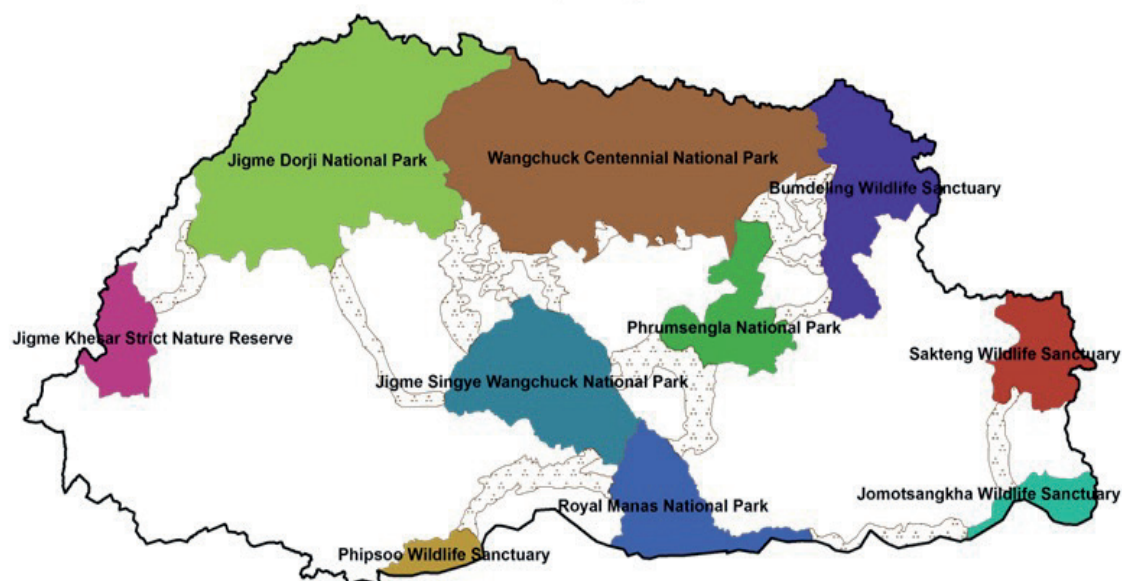 Jigme Dorji National Park
Wangchuck Centennial National Park
Bumdeling Wildlife Sanctuary
Jigme Khesar Strict Nature Reserve
Phrumsengla National Park
Sakteng Wildlife Sanctuary
Jigme Singye Wangchuck National Park
Jomotsangkha Wildlife Sanctuary
Royal Manas National Park
Phipsoo Wildlife Sanctuary